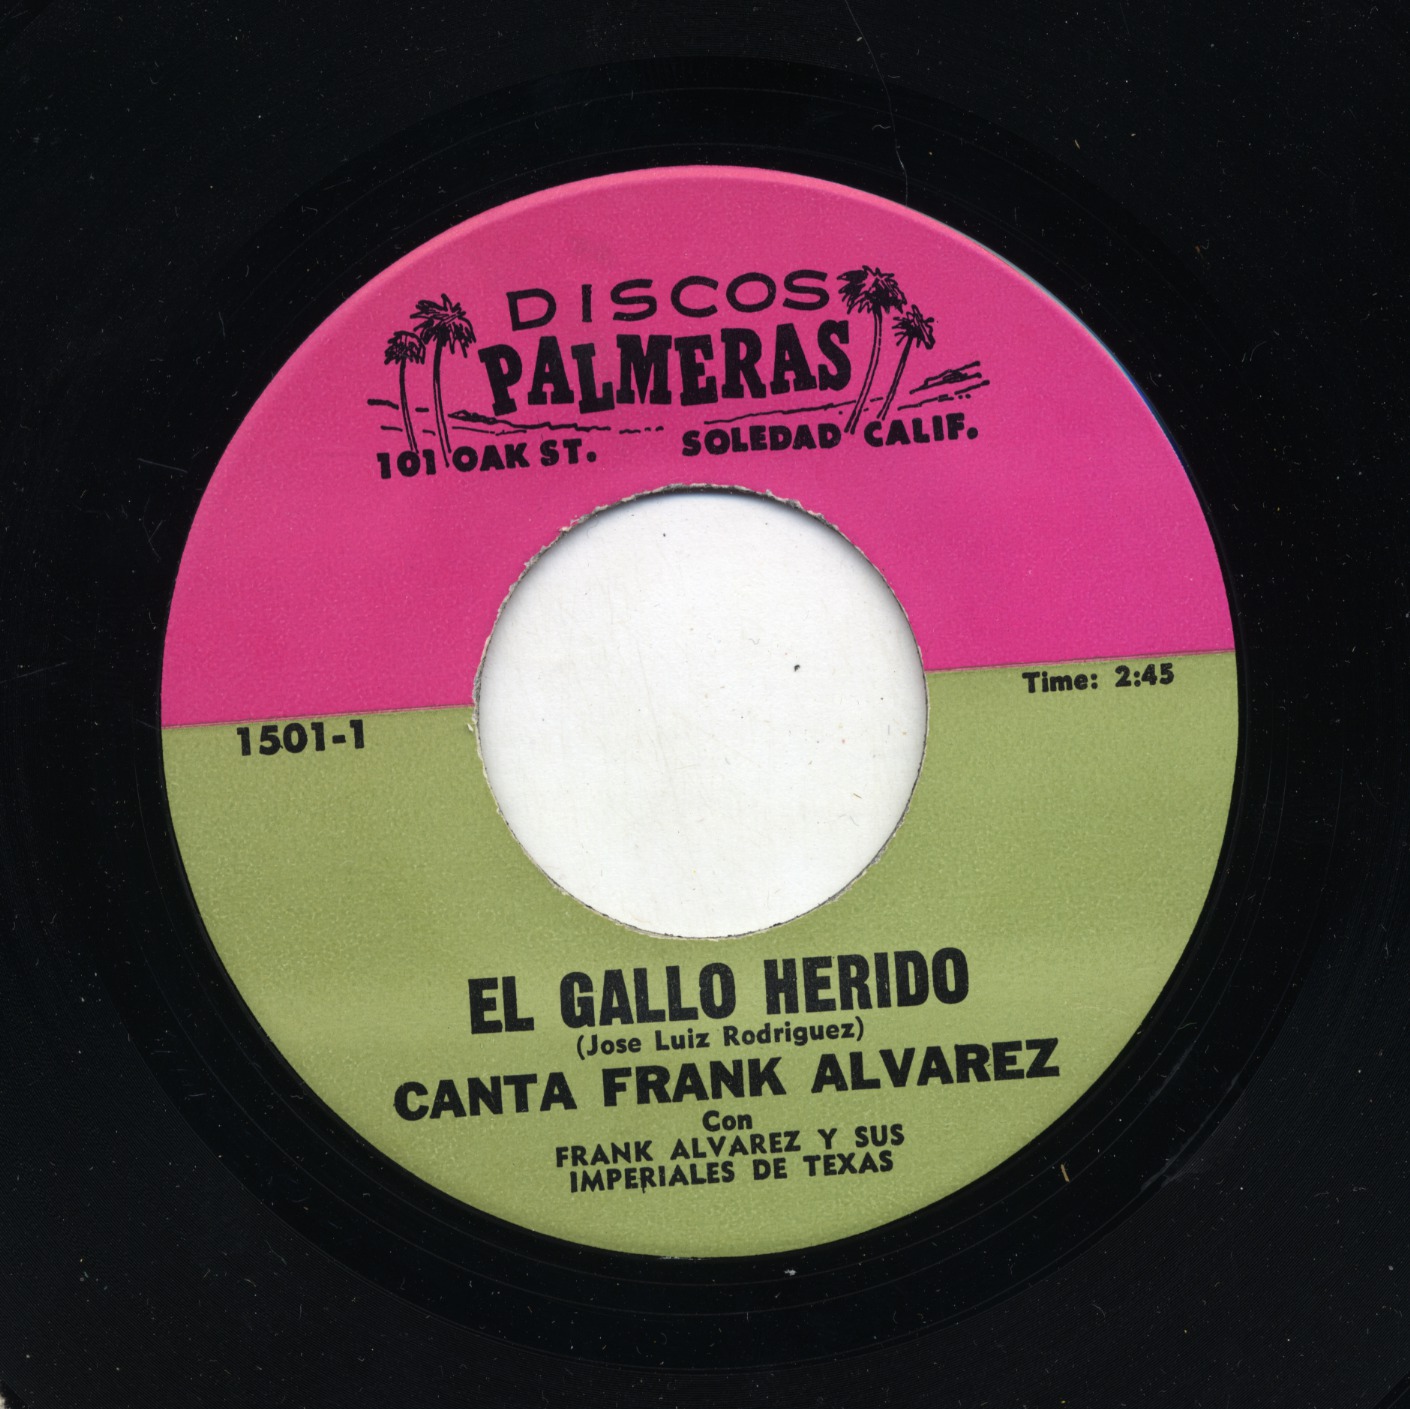 DISCOS
PALMERAS
101 OAK ST. SOLEDAD CALIF.
Time: 2:45
1501-1
EL GALLO HERIDO
(Jose Luiz Rodriguez)
CANTA FRANK ALVAREZ
Con
FRANK ALVAREZ Y SUS
IMPERIALES DE TEXAS